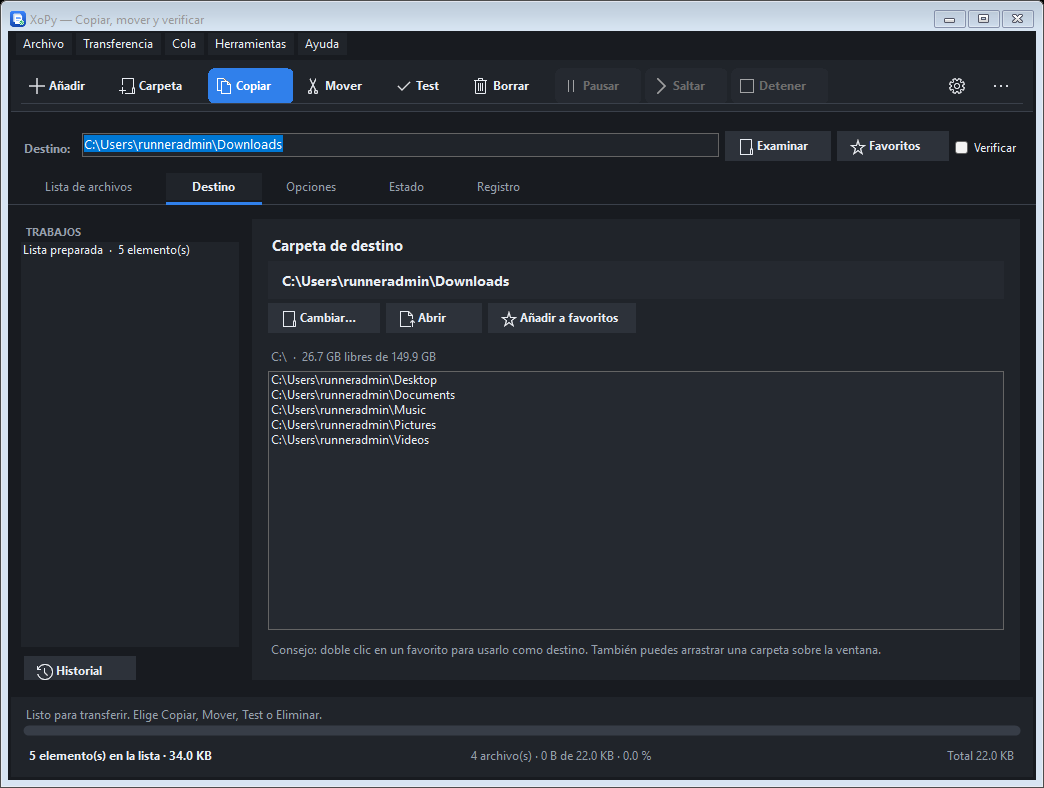 XoPy — Copiar, mover y verificar
Archivo Transferencia Cola Herramientas Ayuda
Añadir Carpeta Copiar Mover Test Borrar Pausar Saltar Detener ...
Destino: C:\Users\runneradmin\Downloads Examinar Favoritos Verificar
Lista de archivos Destino Opciones Estado Registro
TRABAJOS
Lista preparada · 5 elemento(s)
Carpeta de destino
C:\Users\runneradmin\Downloads
Cambiar... Abrir Añadir a favoritos
C:\ · 26.7 GB libres de 149.9 GB
C:\Users\runneradmin\Desktop
C:\Users\runneradmin\Documents
C:\Users\runneradmin\Music
C:\Users\runneradmin\Pictures
C:\Users\runneradmin\Videos
Consejo: doble clic en un favorito para usarlo como destino. También puedes arrastrar una carpeta sobre la ventana.
Historial
Listo para transferir. Elige Copiar, Mover, Test o Eliminar.
5 elemento(s) en la lista · 34.0 KB 4 archivo(s) · 0 B de 22.0 KB · 0.0 % Total 22.0 KB